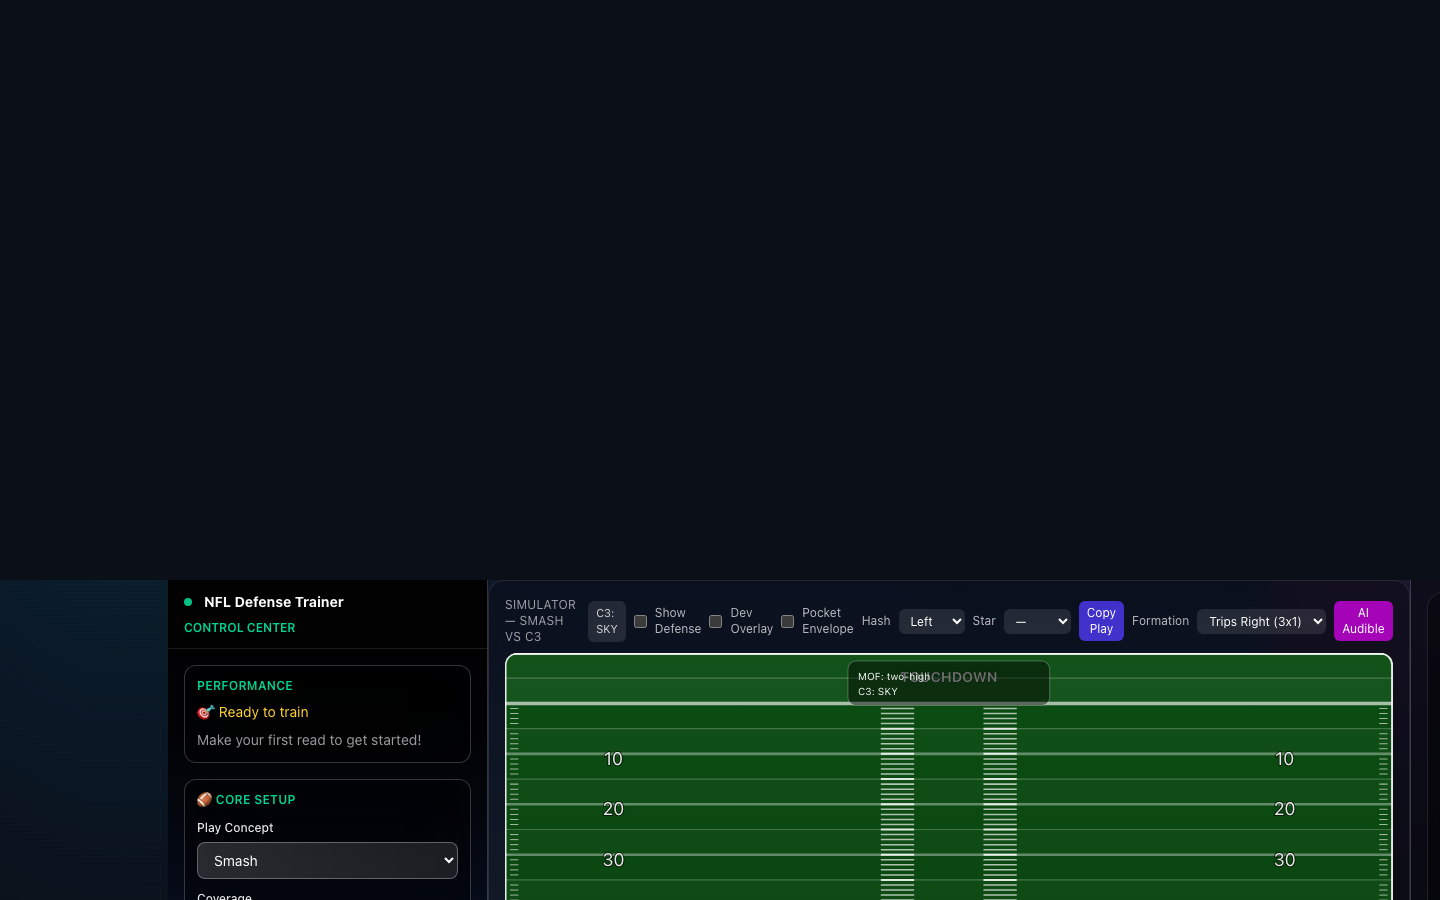 NFL Defense Trainer
CONTROL CENTER
PERFORMANCE
🎯 Ready to train
Make your first read to get started!
🏈 CORE SETUP
Play Concept
Smash
Coverage
SIMULATOR
— SMASH
VS C3
C3:
SKY
Show
Defense
Dev
Overlay
Pocket
Envelope
Hash
Left
Star
—
Copy
Play
Formation
Trips Right (3x1)
AI
Audible
TOUCHDOWN
MOF: two-high
C3: SKY
10
10
20
20
30
30